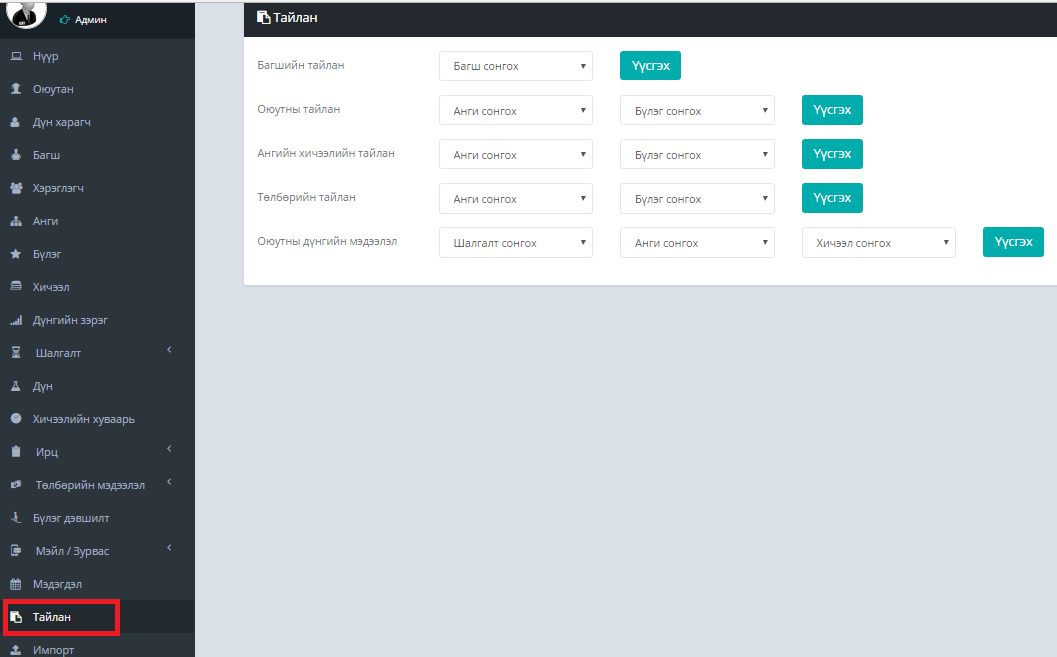 Админ
Нүүр
Оюутан
Дүн харагч
Багш
Хэрэглэгч
Анги
Бүлэг
Хичээл
Дүнгийн зэрэг
Шалгалт
Дүн
Хичээлийн хуваарь
Ирц
Төлбөрийн мэдээлэл
Бүлэг дэвшилт
Мэйл / Зурвас
Мэдэгдэл
Тайлан
Импорт
Тайлан
Багшийн тайлан Багш сонгох Үүсгэх
Оюутны тайлан Анги сонгох Бүлэг сонгох Үүсгэх
Ангийн хичээлийн тайлан Анги сонгох Бүлэг сонгох Үүсгэх
Төлбөрийн тайлан Анги сонгох Бүлэг сонгох Үүсгэх
Оюутны дүнгийн мэдээлэл Шалгалт сонгох Анги сонгох Хичээл сонгох Үүсгэх